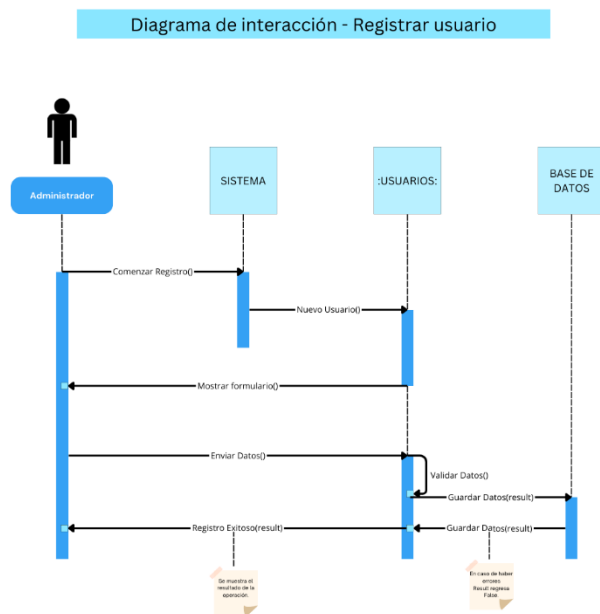 Diagrama de interacción - Registrar usuario
Administrador
SISTEMA
:USUARIOS:
BASE DE
DATOS
Comenzar Registro()
Nuevo Usuario()
Mostrar formulario()
Enviar Datos()
Validar Datos()
Guardar Datos(result)
Registro Exitoso(result)
Guardar Datos(result)
Se muestra el
resultado de la
operación.
En caso de haber
errores
Result regresa
False.